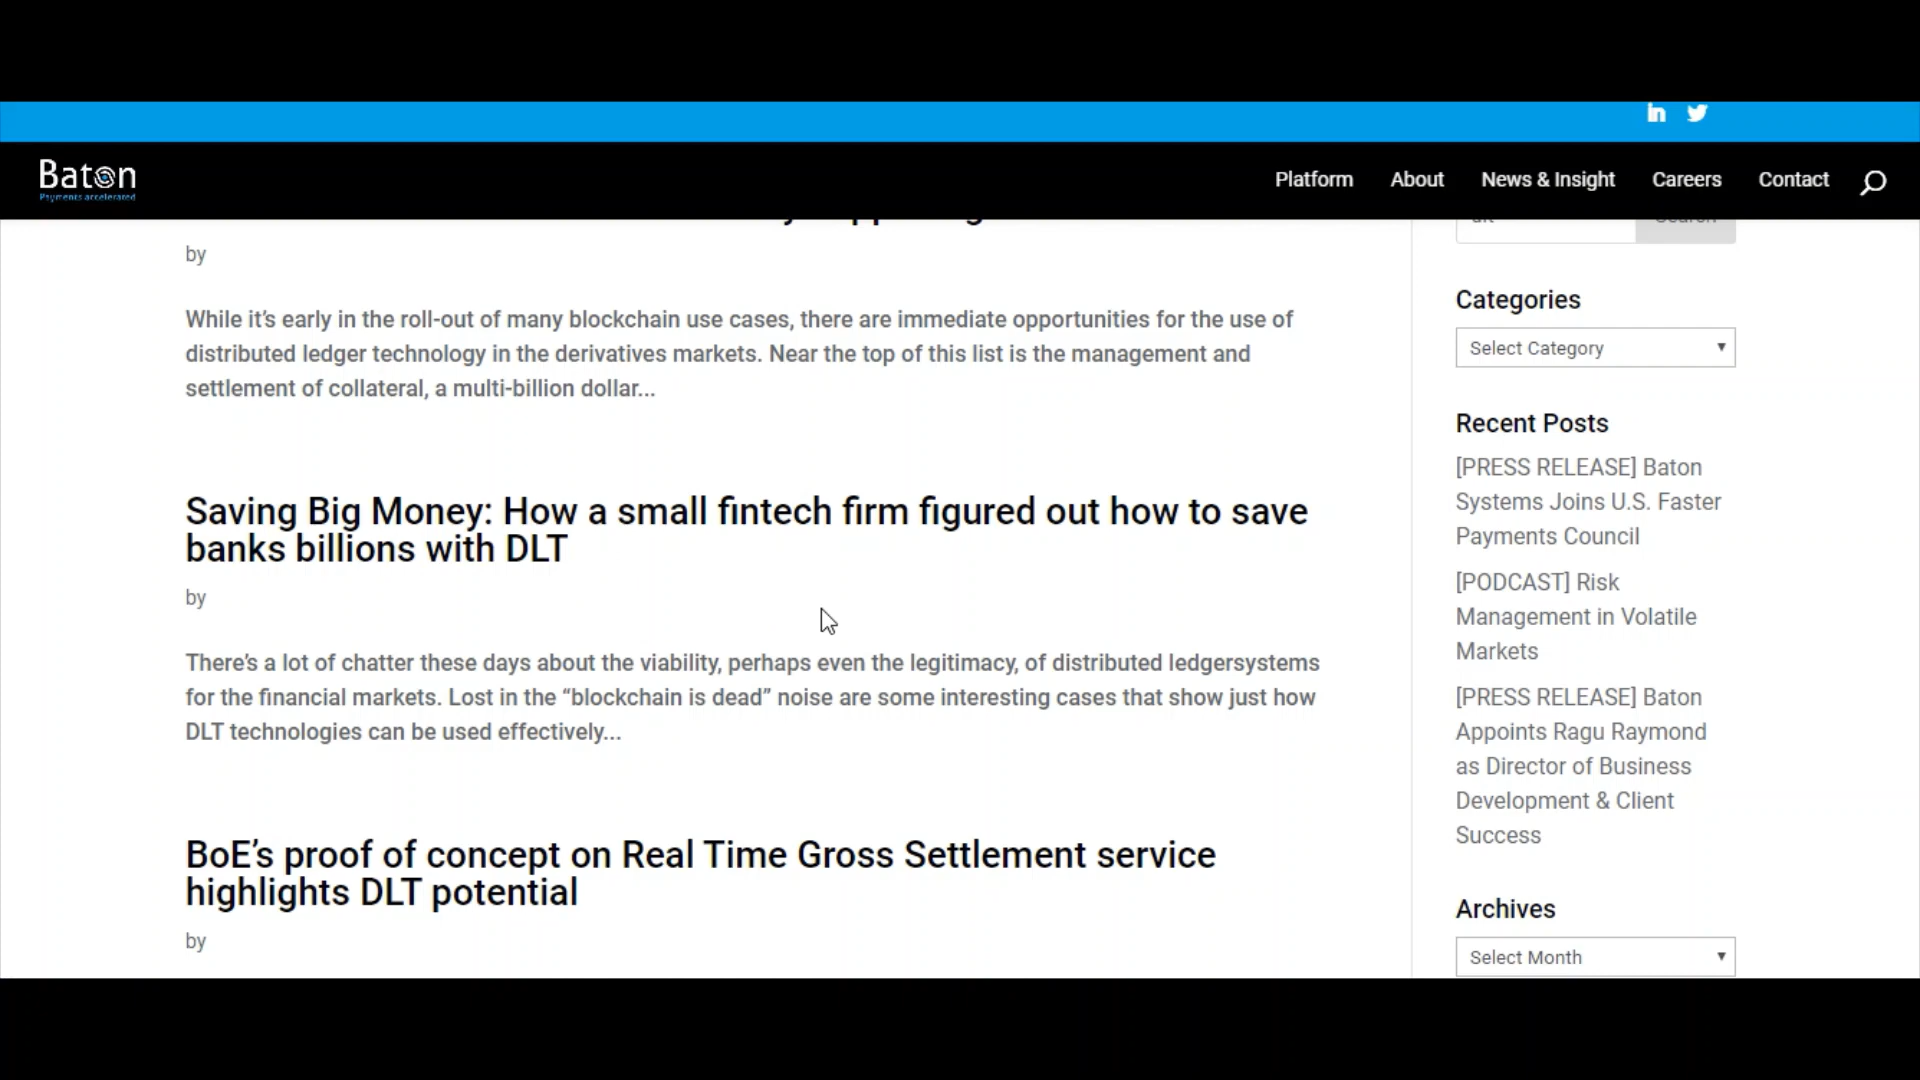 in
Baton
Payments accelerated
Platform About News & Insight Careers Contact
by
While it’s early in the roll-out of many blockchain use cases, there are immediate opportunities for the use of
distributed ledger technology in the derivatives markets. Near the top of this list is the management and
settlement of collateral, a multi-billion dollar...
Saving Big Money: How a small fintech firm figured out how to save
banks billions with DLT
by
There’s a lot of chatter these days about the viability, perhaps even the legitimacy, of distributed ledgersystems
for the financial markets. Lost in the “blockchain is dead” noise are some interesting cases that show just how
DLT technologies can be used effectively...
BoE’s proof of concept on Real Time Gross Settlement service
highlights DLT potential
by
Search
Categories
Select Category
Recent Posts
[PRESS RELEASE] Baton
Systems Joins U.S. Faster
Payments Council
[PODCAST] Risk
Management in Volatile
Markets
[PRESS RELEASE] Baton
Appoints Ragu Raymond
as Director of Business
Development & Client
Success
Archives
Select Month